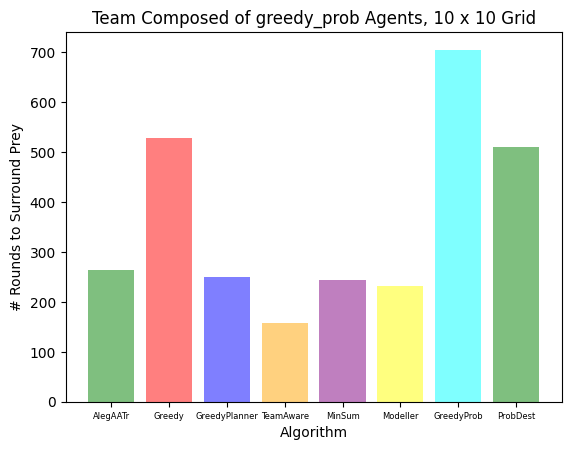 Team Composed of greedy_prob Agents, 10 x 10 Grid
700
600
500
400
300
200
100
0
# Rounds to Surround Prey
AlegAATr Greedy GreedyPlanner TeamAware MinSum Modeller GreedyProb ProbDest
Algorithm